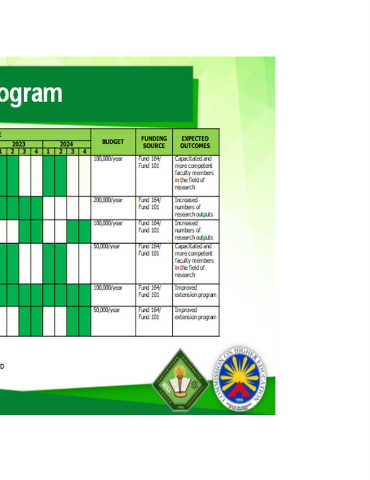 ogram
E
2023 2024 BUDGET FUNDING SOURCE EXPECTED OUTCOMES
1 2 3 4 1 2 3 4
100,000/year Fund 164/ Capacitated and
Fund 101 more competent
faculty members
in the field of
research
200,000/year Fund 164/ Increased
Fund 101 numbers of
research outputs
100,000/year Fund 164/ Increased
Fund 101 numbers of
research outputs
50,000/year Fund 164/ Capacitated and
Fund 101 more competent
faculty members
in the field of
research
100,000/year Fund 164/ Improved
Fund 101 extension program
50,000/year Fund 164/ Improved
Fund 101 extension program
D
COMMISSION ON HIGHER EDUCATION